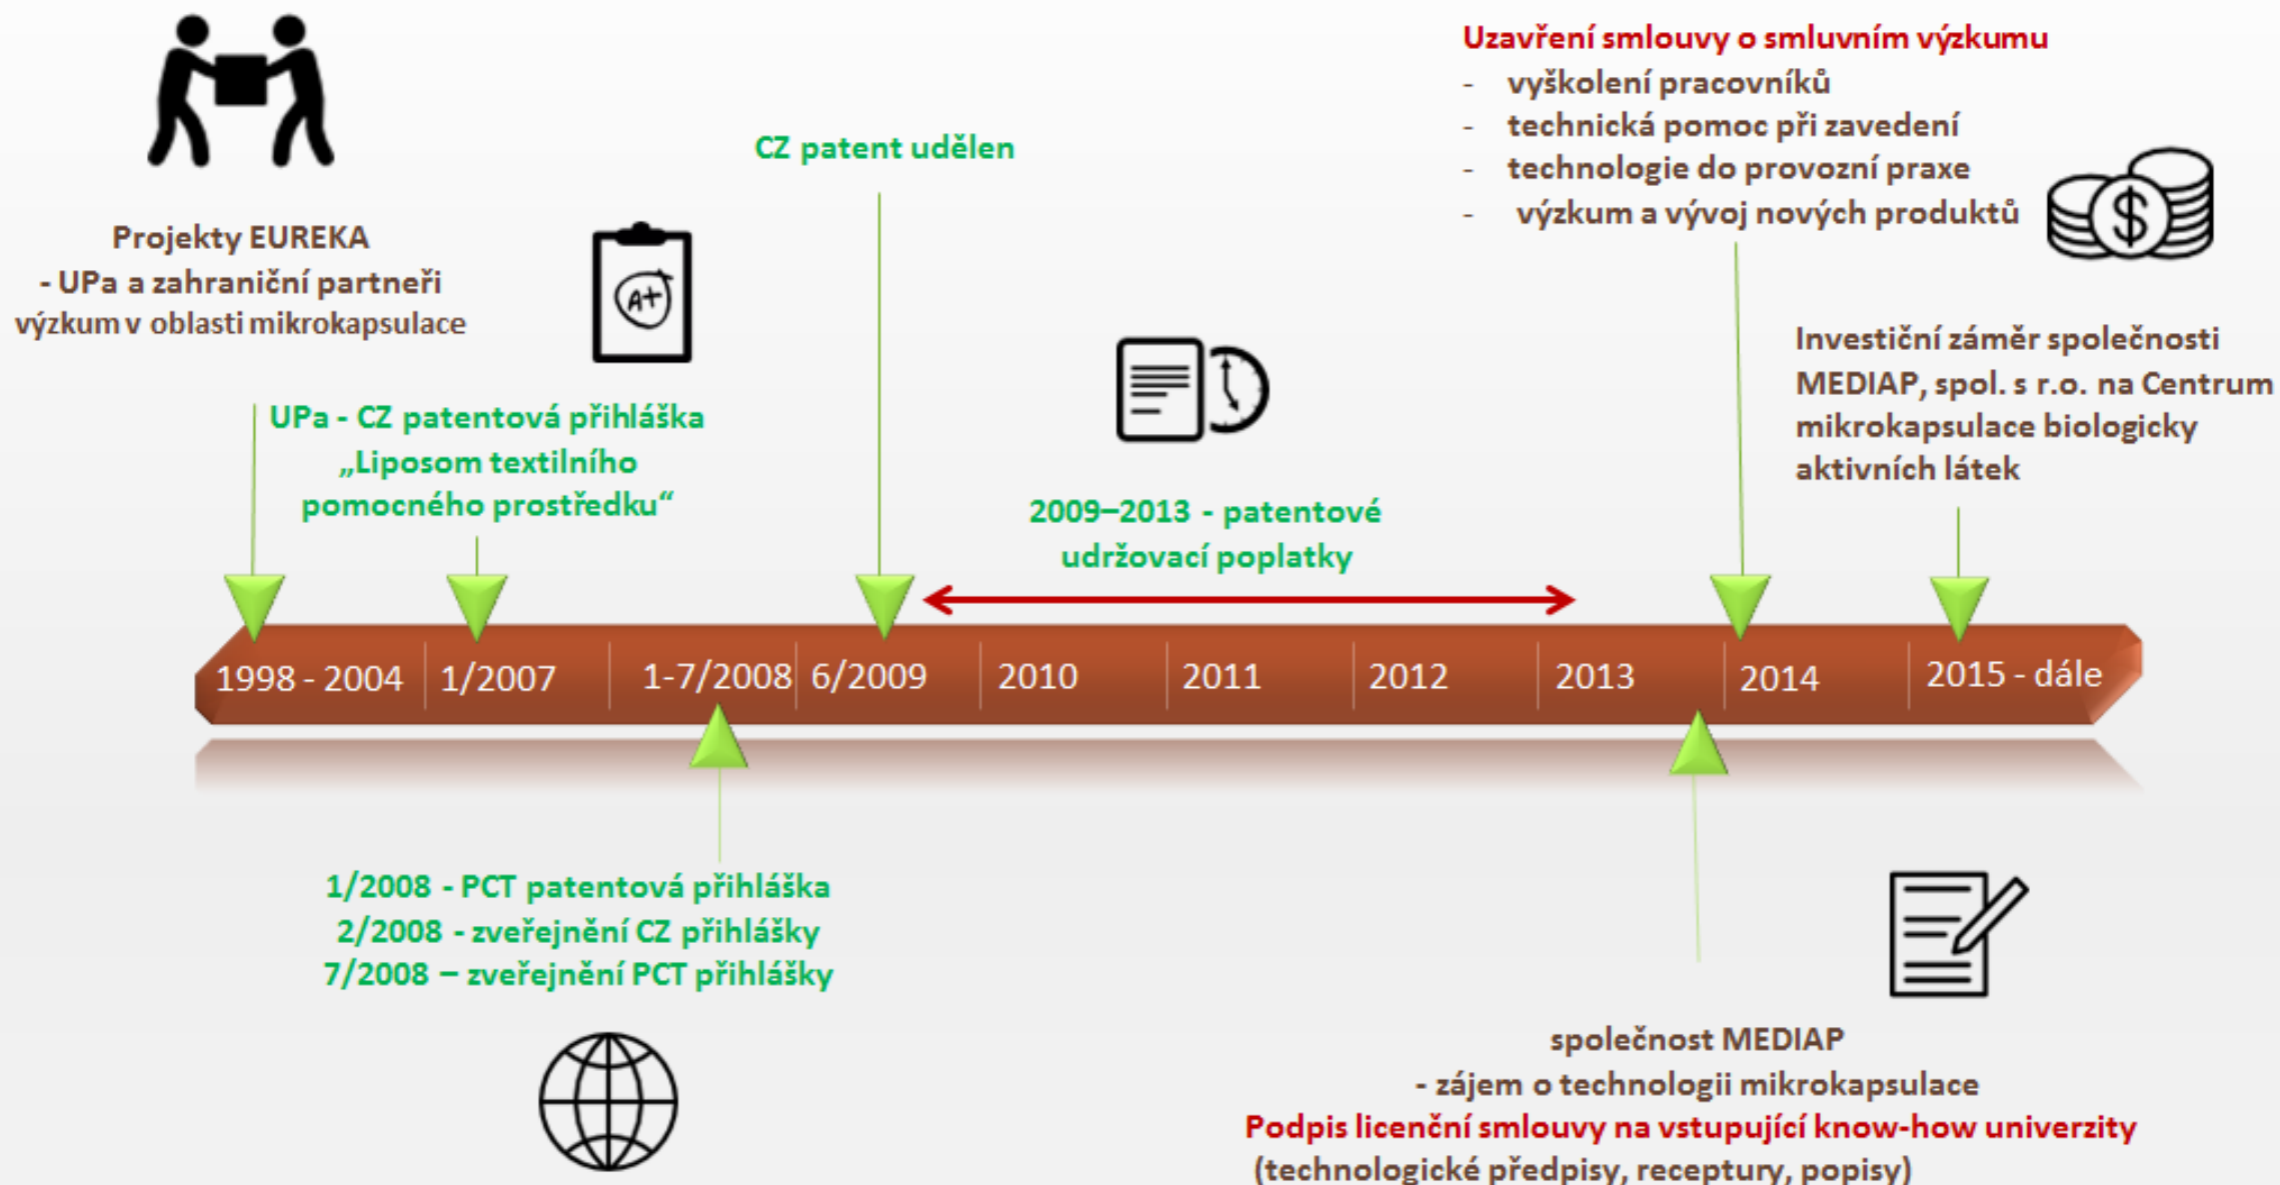 Projekty EUREKA
- UPa a zahraniční partneři
výzkum v oblasti mikrokapsulace
A+
UPa - CZ patentová přihláška
„Liposom textilního
pomocného prostředku“
CZ patent udělen
2009–2013 - patentové
udržovací poplatky
Uzavření smlouvy o smluvním výzkumu
- vyškolení pracovníků
- technická pomoc při zavedení
- technologie do provozní praxe
- výzkum a vývoj nových produktů
$
Investiční záměr společnosti
MEDIAP, spol. s r.o. na Centrum
mikrokapsulace biologicky
aktivních látek
1998 - 2004 1/2007 1-7/2008 6/2009 2010 2011 2012 2013 2014 2015 - dále
1/2008 - PCT patentová přihláška
2/2008 - zveřejnění CZ přihlášky
7/2008 – zveřejnění PCT přihlášky
společnost MEDIAP
- zájem o technologii mikrokapsulace
Podpis licenční smlouvy na vstupující know-how univerzity
(technologické předpisy, receptury, popisy)